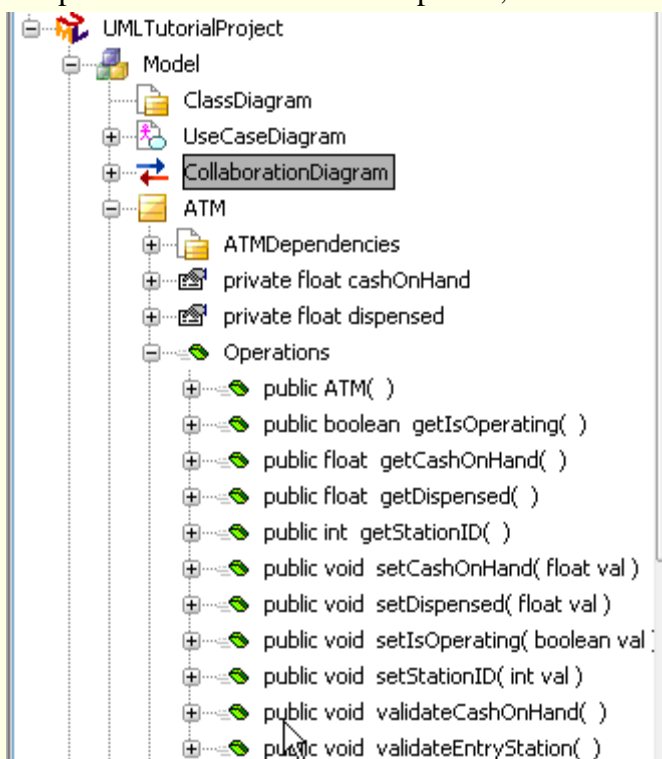 UMLTutorialProject
Model
ClassDiagram
UseCaseDiagram
CollaborationDiagram
ATM
ATMDependencies
private float cashOnHand
private float dispensed
Operations
public ATM( )
public boolean getIsOperating( )
public float getCashOnHand( )
public float getDispensed( )
public int getStationID( )
public void setCashOnHand( float val )
public void setDispensed( float val )
public void setIsOperating( boolean val )
public void setStationID( int val )
public void validateCashOnHand( )
public void validateEntryStation( )